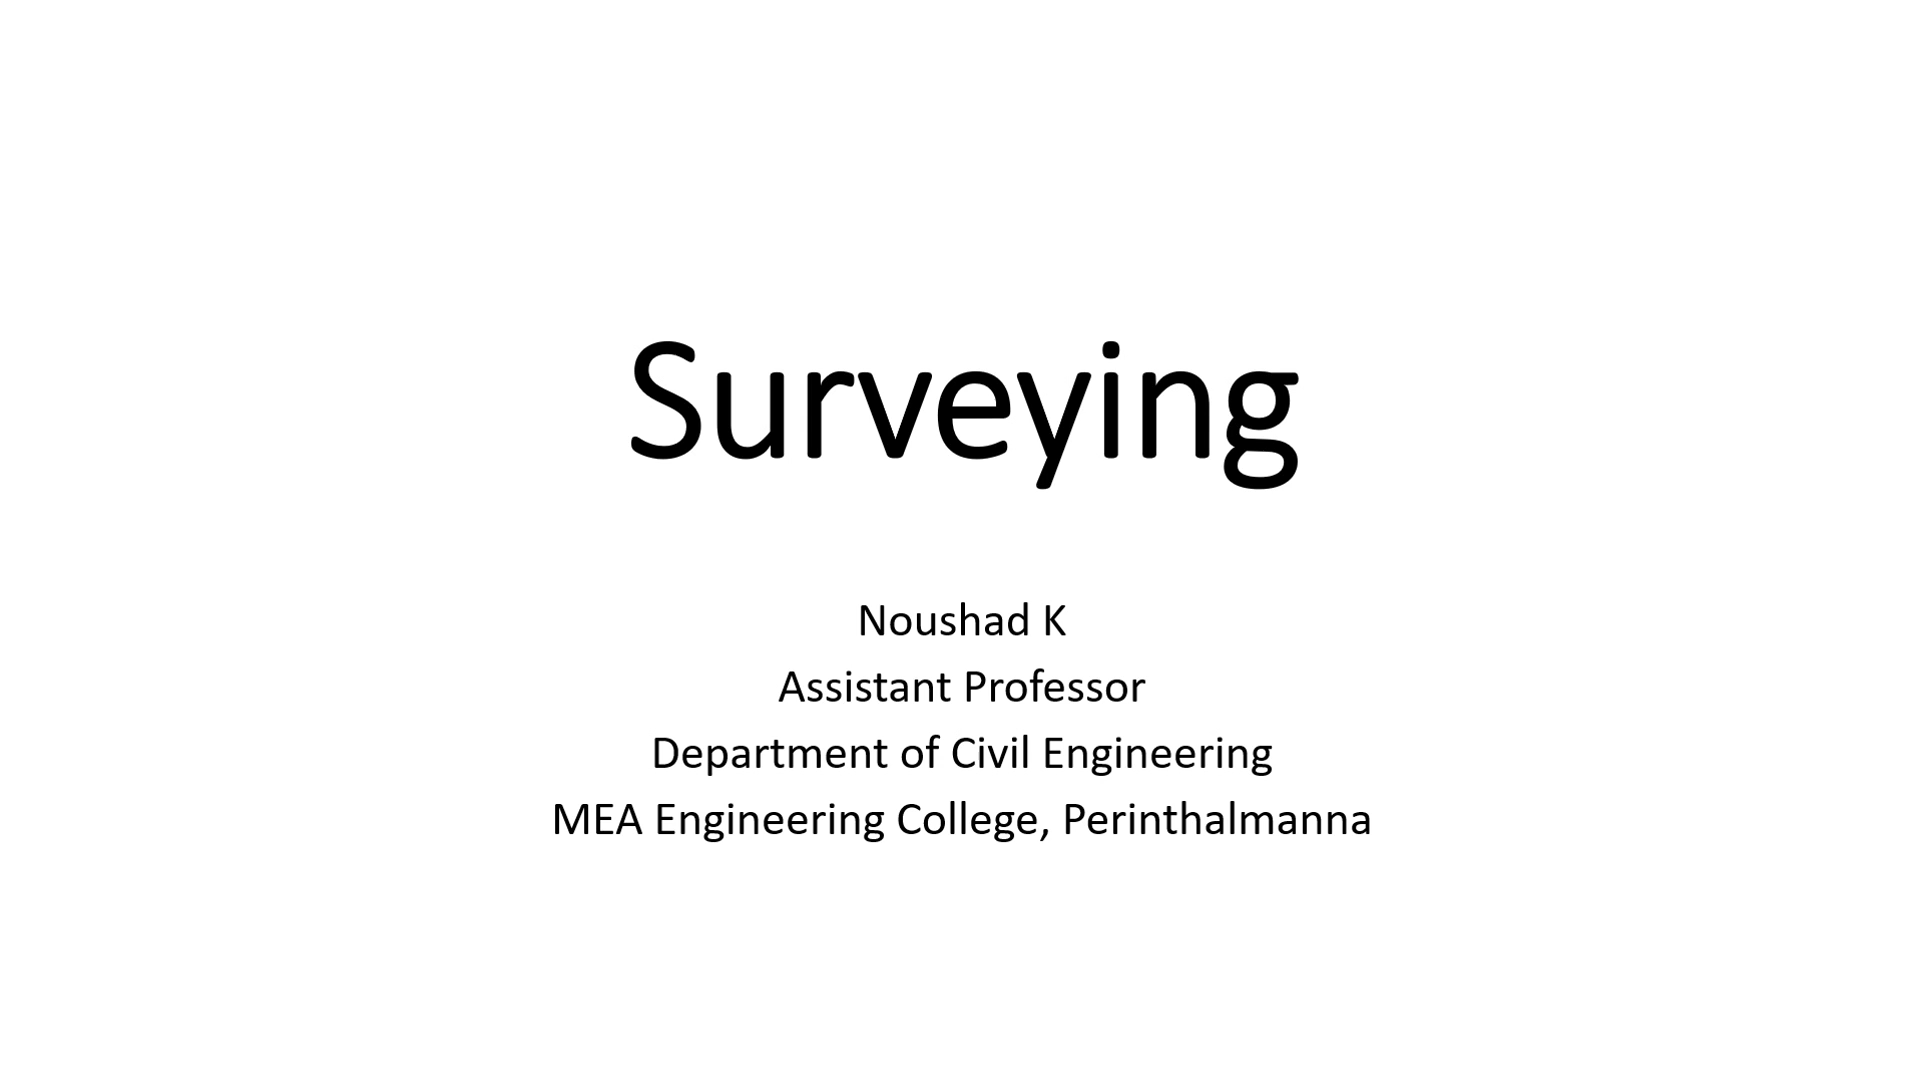 Surveying
Noushad K
Assistant Professor
Department of Civil Engineering
MEA Engineering College, Perinthalmanna